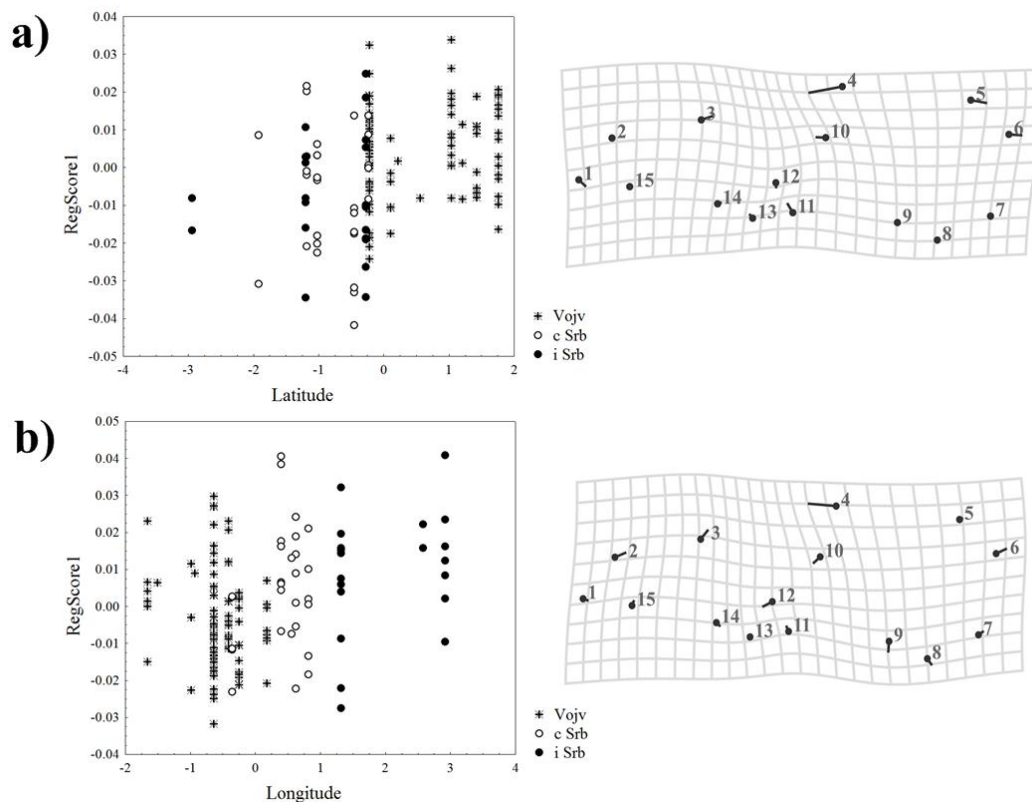 a)
0.04
0.03
0.02
0.01
0.00
-0.01
-0.02
-0.03
-0.04
-0.05
RegScore1
-4 -3 -2 -1 0 1 2
Latitude
✳ Vojv
○ c Srb
● i Srb
1 2 3 4 5 6 7 8 9 10 11 12 13 14 15
b)
0.05
0.04
0.03
0.02
0.01
0.00
-0.01
-0.02
-0.03
-0.04
RegScore1
-2 -1 0 1 2 3 4
Longitude
✳ Vojv
○ c Srb
● i Srb
1 2 3 4 5 6 7 8 9 10 11 12 13 14 15